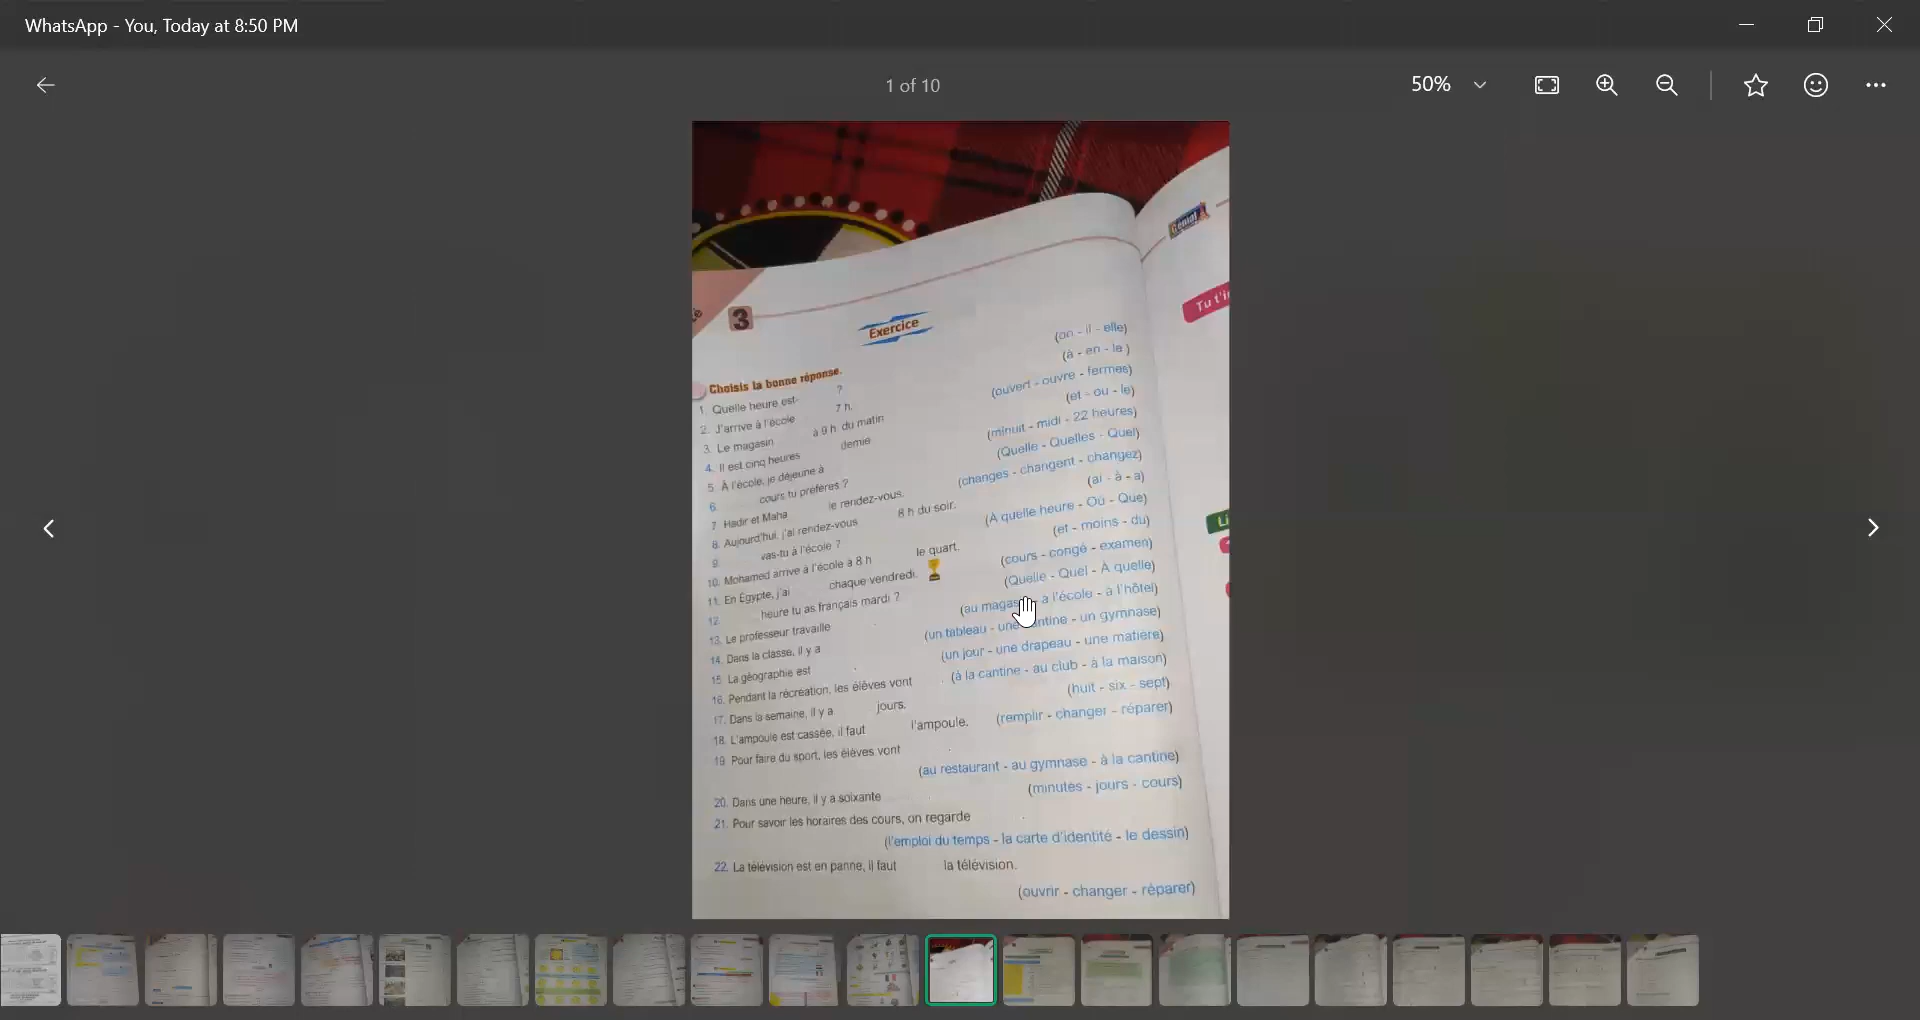 WhatsApp - You, Today at 8:50 PM
1 of 10
50%
Génial
Tu t'i
3
Exercice
Choisis la bonne réponse.
1. Quelle heure est- ? (on - il - elle)
2. J'arrive à l'école 7 h. (à - en - le )
3. Le magasin à 9 h du matin (ouvert - ouvre - fermes)
4. Il est cinq heures demie (et - ou - le)
5. À l'école, je déjeune à (minuit - midi - 22 heures)
6. cours tu préfères ? (Quelle - Quelles - Quel)
7. Hadir et Maha le rendez-vous. (changes - changent - changez)
8. Aujourd'hui, j'ai rendez-vous 8 h du soir. (ai - à - a)
9. vas-tu à l'école ? (À quelle heure - Où - Que)
10. Mohamed arrive à l'école à 8 h le quart. (et - moins - du)
11. En Égypte, j'ai chaque vendredi. (cours - congé - examen)
12. heure tu as français mardi ? (Quelle - Quel - À quelle)
13. Le professeur travaille (au - à l'école - à l'hôtel)
14. Dans la classe, il y a (un tableau - une - un gymnase)
15. La géographie est (un jour - une drapeau - une matière)
16. Pendant la récréation, les élèves vont (à la cantine - au club - à la maison)
17. Dans la semaine, il y a jours. (huit - six - sept)
18. L'ampoule est cassée, il faut l'ampoule. (remplir - changer - réparer)
19. Pour faire du sport, les élèves vont
(au restaurant - au gymnase - à la cantine)
20. Dans une heure, il y a soixante (minutes - jours - cours)
21. Pour savoir les horaires des cours, on regarde
(l'emploi du temps - la carte d'identité - le dessin)
22. La télévision est en panne, il faut la télévision.
(ouvrir - changer - réparer)